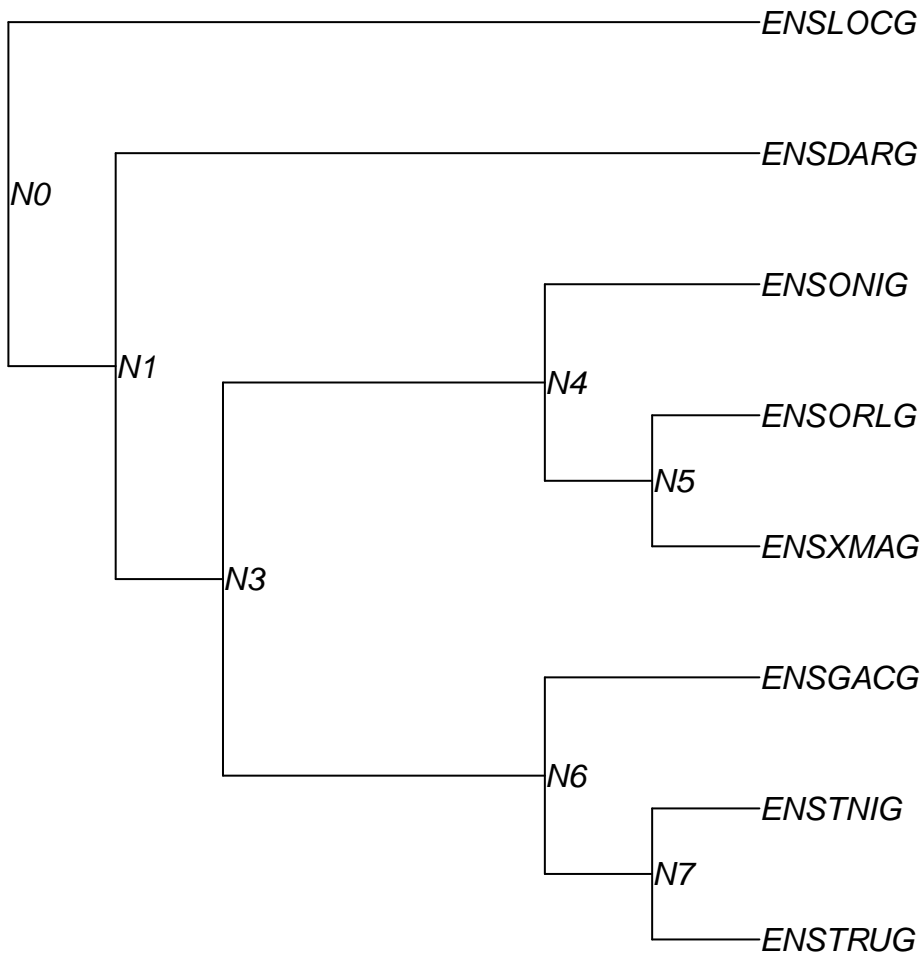 ENSLOCG
ENSDARG
N0
ENSONIG
N1
N4
ENSORLG
N5
ENSXMAG
N3
ENSGACG
N6
ENSTNIG
N7
ENSTRUG